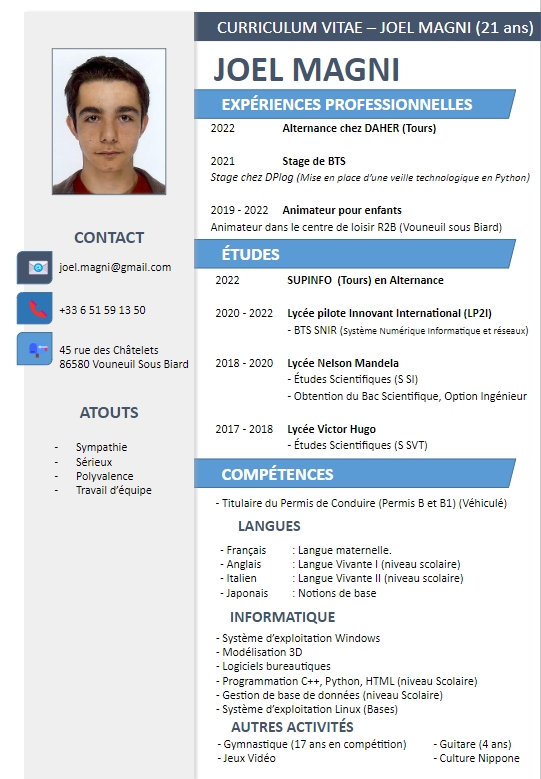 CURRICULUM VITAE – JOEL MAGNI (21 ans)
JOEL MAGNI
EXPÉRIENCES PROFESSIONNELLES
2022 Alternance chez DAHER (Tours)
2021 Stage de BTS
Stage chez DPlog (Mise en place d'une veille technologique en Python)
2019 - 2022 Animateur pour enfants
Animateur dans le centre de loisir R2B (Vouneuil sous Biard)
ÉTUDES
2022 SUPINFO (Tours) en Alternance
2020 - 2022 Lycée pilote Innovant International (LP2I)
- BTS SNIR (Système Numérique Informatique et réseaux)
2018 - 2020 Lycée Nelson Mandela
- Études Scientifiques (S SI)
- Obtention du Bac Scientifique, Option Ingénieur
2017 - 2018 Lycée Victor Hugo
- Études Scientifiques (S SVT)
COMPÉTENCES
- Titulaire du Permis de Conduire (Permis B et B1) (Véhiculé)
LANGUES
- Français : Langue maternelle.
- Anglais : Langue Vivante I (niveau scolaire)
- Italien : Langue Vivante II (niveau scolaire)
- Japonais : Notions de base
INFORMATIQUE
- Système d'exploitation Windows
- Modélisation 3D
- Logiciels bureautiques
- Programmation C++, Python, HTML (niveau Scolaire)
- Gestion de base de données (niveau Scolaire)
- Système d'exploitation Linux (Bases)
AUTRES ACTIVITÉS
- Gymnastique (17 ans en compétition) - Guitare (4 ans)
- Jeux Vidéo - Culture Nippone
CONTACT
joel.magni@gmail.com
+33 6 51 59 13 50
45 rue des Châtelets
86580 Vouneuil Sous Biard
ATOUTS
- Sympathie
- Sérieux
- Polyvalence
- Travail d'équipe